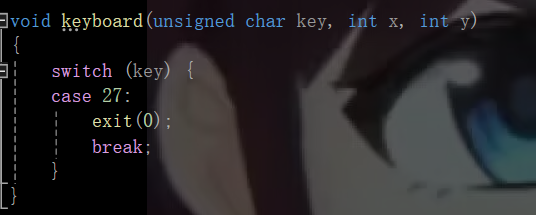 void keyboard(unsigned char key, int x, int y)
{
switch (key) {
case 27:
exit(0);
break;
}
}